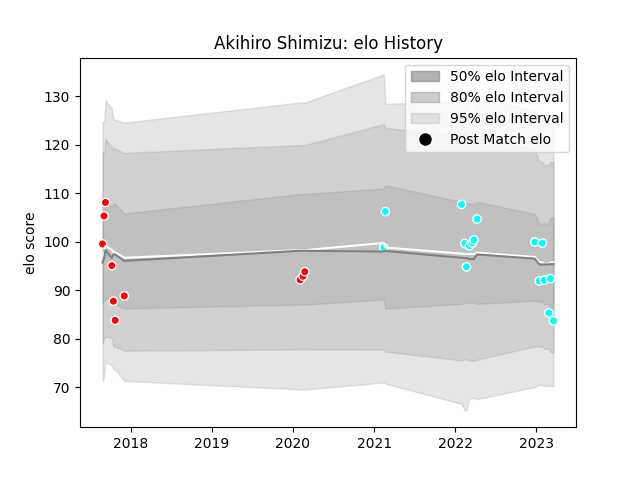 Akihiro Shimizu: elo History
50% elo Interval
80% elo Interval
95% elo Interval
Post Match elo
elo score
130
120
110
100
90
80
70
2018
2019
2020
2021
2022
2023